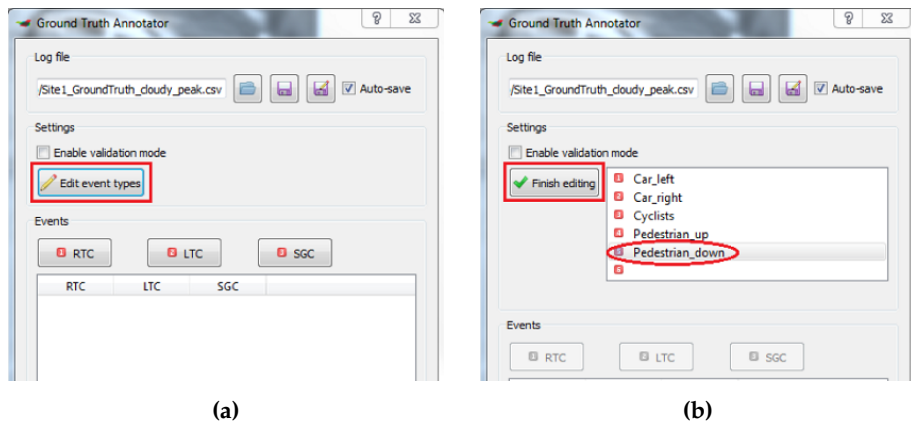 Ground Truth Annotator
Log file
/Site1_GroundTruth_cloudy_peak.csv
Auto-save
Settings
Enable validation mode
Edit event types
Events
RTC LTC SGC
RTC LTC SGC
(a)
Ground Truth Annotator
Log file
/Site1_GroundTruth_cloudy_peak.csv
Auto-save
Settings
Enable validation mode
Finish editing
Car_left
Car_right
Cyclists
Pedestrian_up
Pedestrian_down
Events
RTC LTC SGC
(b)